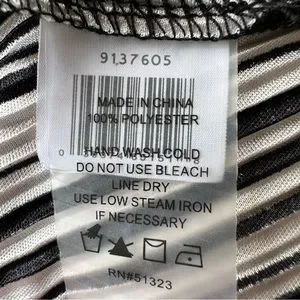 9137605
MADE IN CHINA
100% POLYESTER
HAND WASH COLD
DO NOT USE BLEACH
LINE DRY
USE LOW STEAM IRON
IF NECESSARY
RN#51323